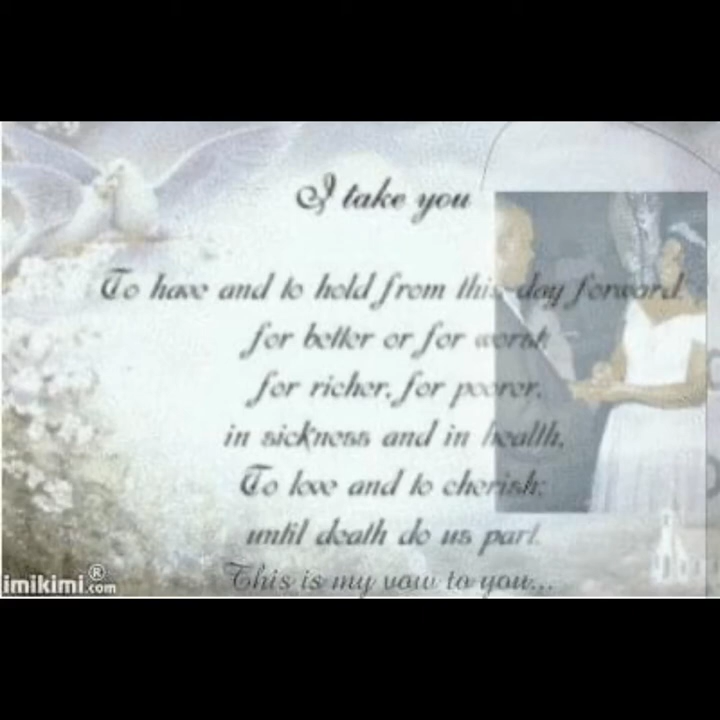 I take you
To have and to hold from this day forward
for better or for worse
for richer, for poorer,
in sickness and in health,
To love and to cherish;
until death do us part.
This is my vow to you...
imikimi®.com